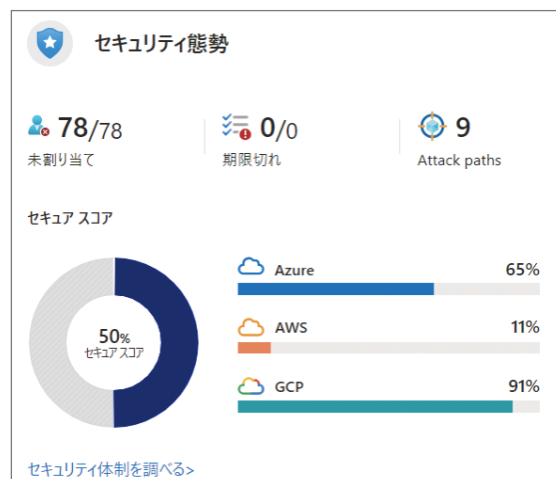 セキュリティ態勢
78/78
未割り当て
0/0
期限切れ
9
Attack paths
セキュア スコア
50%
セキュア スコア
Azure 65%
AWS 11%
GCP 91%
セキュリティ体制を調べる>